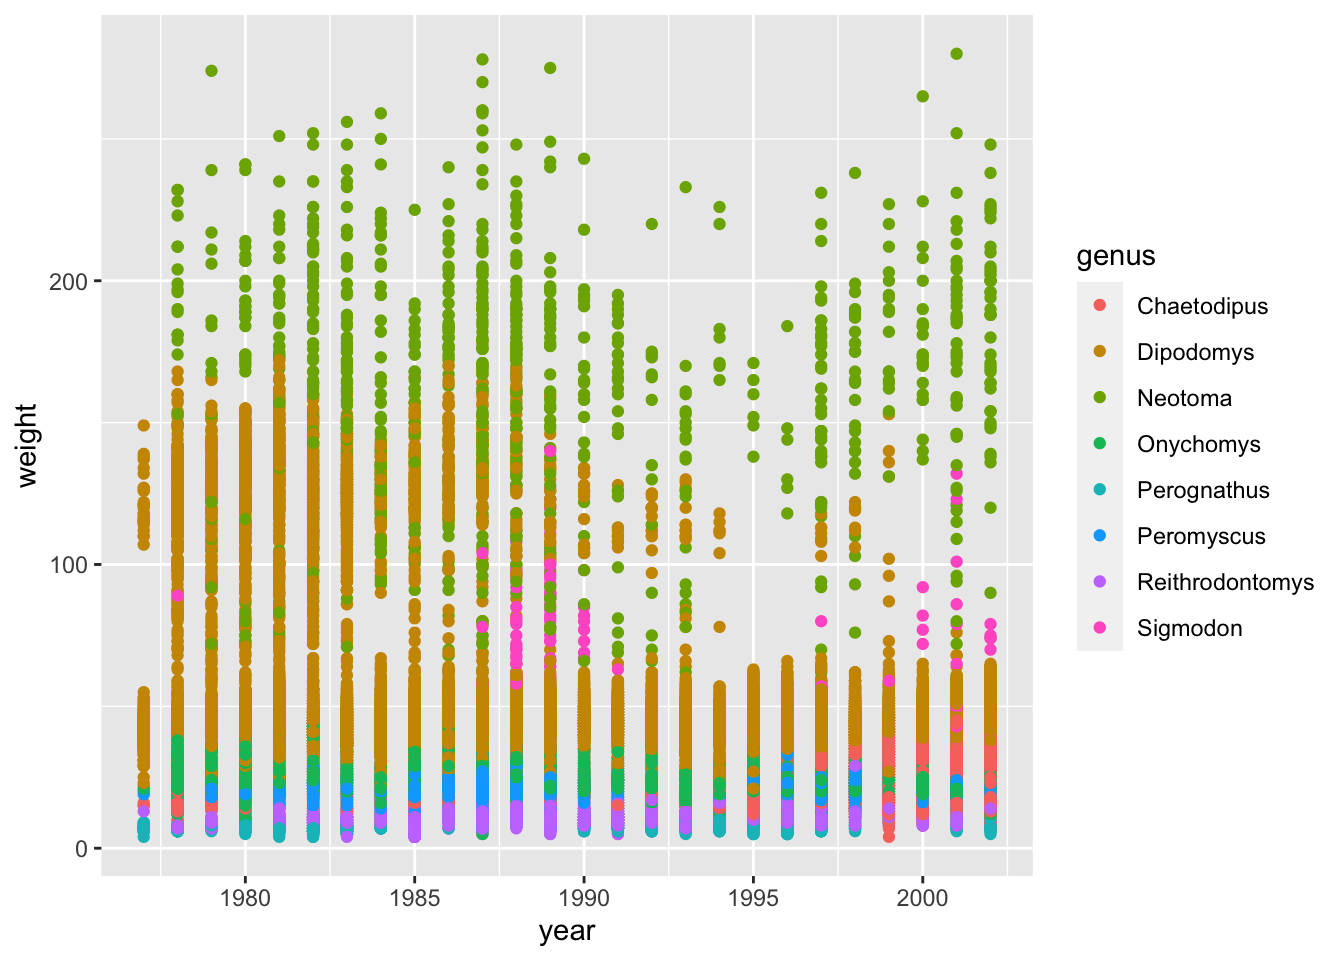 200
100
0
weight
1980
1985
1990
1995
2000
year
genus
Chaetodipus
Dipodomys
Neotoma
Onychomys
Perognathus
Peromyscus
Reithrodontomys
Sigmodon